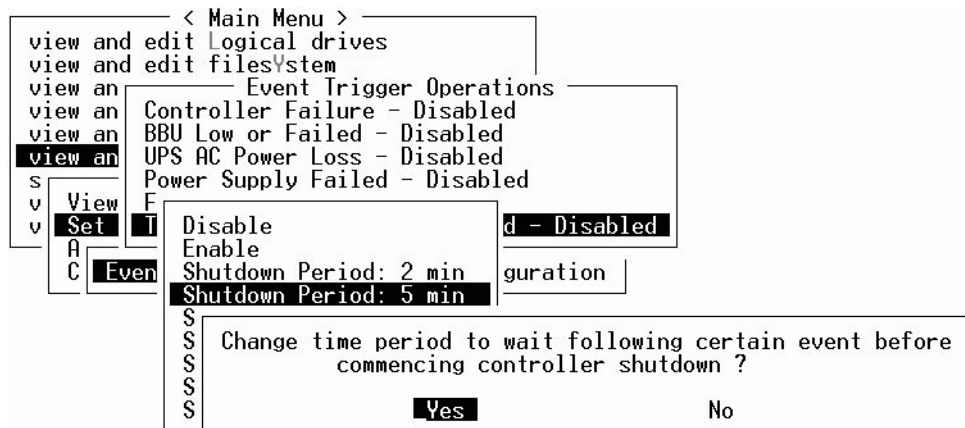 < Main Menu >
view and edit Logical drives
view and edit filesYstem
view an
Event Trigger Operations
view an
Controller Failure - Disabled
view an
BBU Low or Failed - Disabled
view an
UPS AC Power Loss - Disabled
s
Power Supply Failed - Disabled
v
View
F
v
Set
T
d - Disabled
A
C
Even
guration
Disable
Enable
Shutdown Period: 2 min
Shutdown Period: 5 min
S
S
S
S
S
Change time period to wait following certain event before
commencing controller shutdown ?
Yes
No